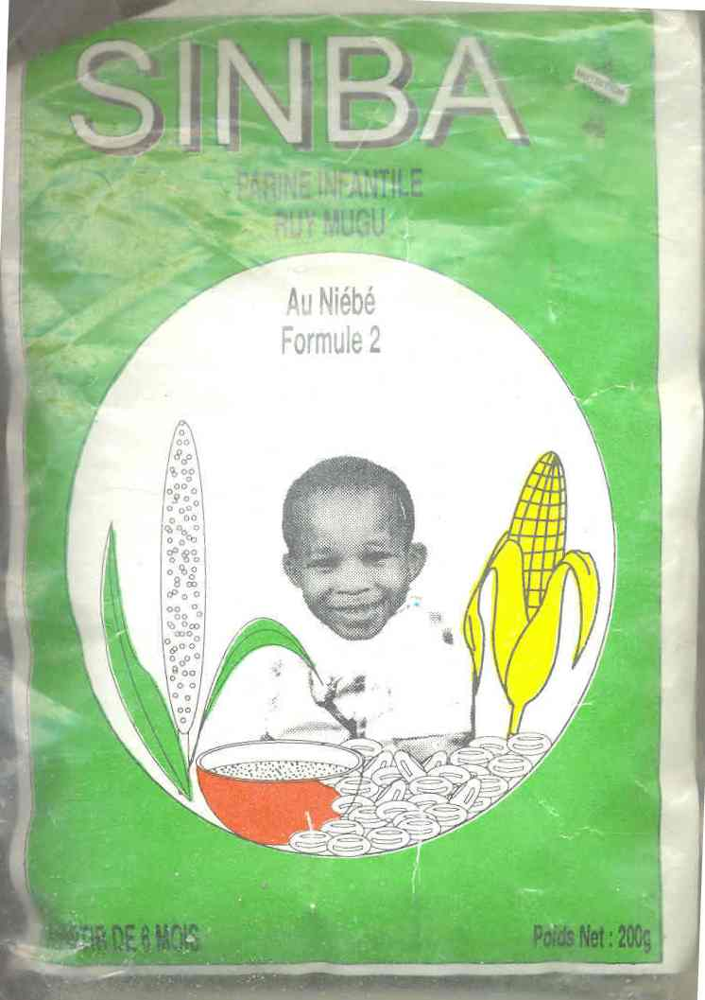 SINBA
FARINE INFANTILE
RUY MUGU
Au Niébé
Formule 2
DE 6 MOIS
Poids Net : 200g